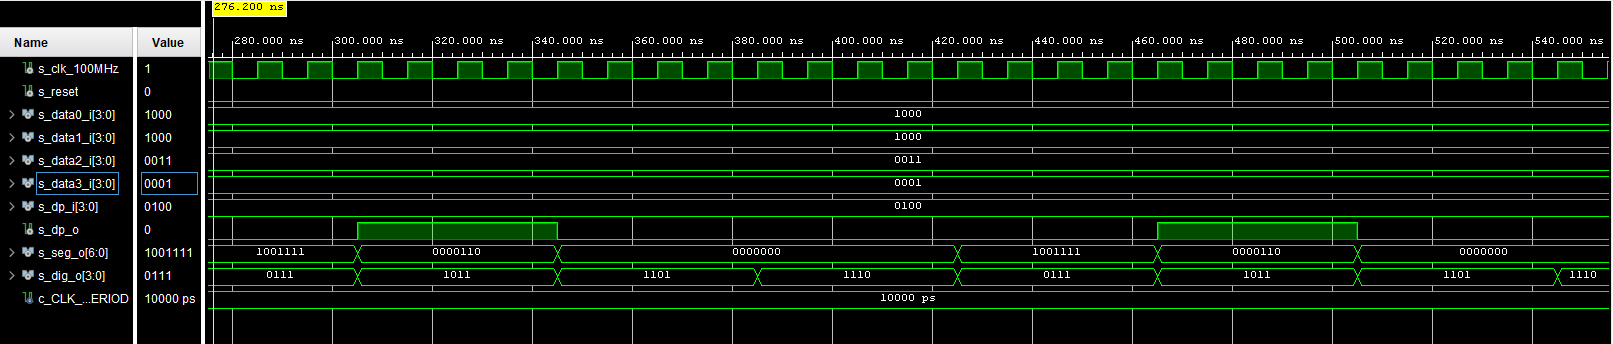 276.200 ns
Name Value
280.000 ns 300.000 ns 320.000 ns 340.000 ns 360.000 ns 380.000 ns 400.000 ns 420.000 ns 440.000 ns 460.000 ns 480.000 ns 500.000 ns 520.000 ns 540.000 ns
s_clk_100MHz 1
s_reset 0
s_data0_i[3:0] 1000 1000
s_data1_i[3:0] 1000 1000
s_data2_i[3:0] 0011 0011
s_data3_i[3:0] 0001 0001
s_dp_i[3:0] 0100 0100
s_dp_o 0
s_seg_o[6:0] 1001111 1001111 0000110 0000000 1001111 0000110 0000000
s_dig_o[3:0] 0111 0111 1011 1101 1110 0111 1011 1101 1110
c_CLK_...ERIOD 10000 ps 10000 ps